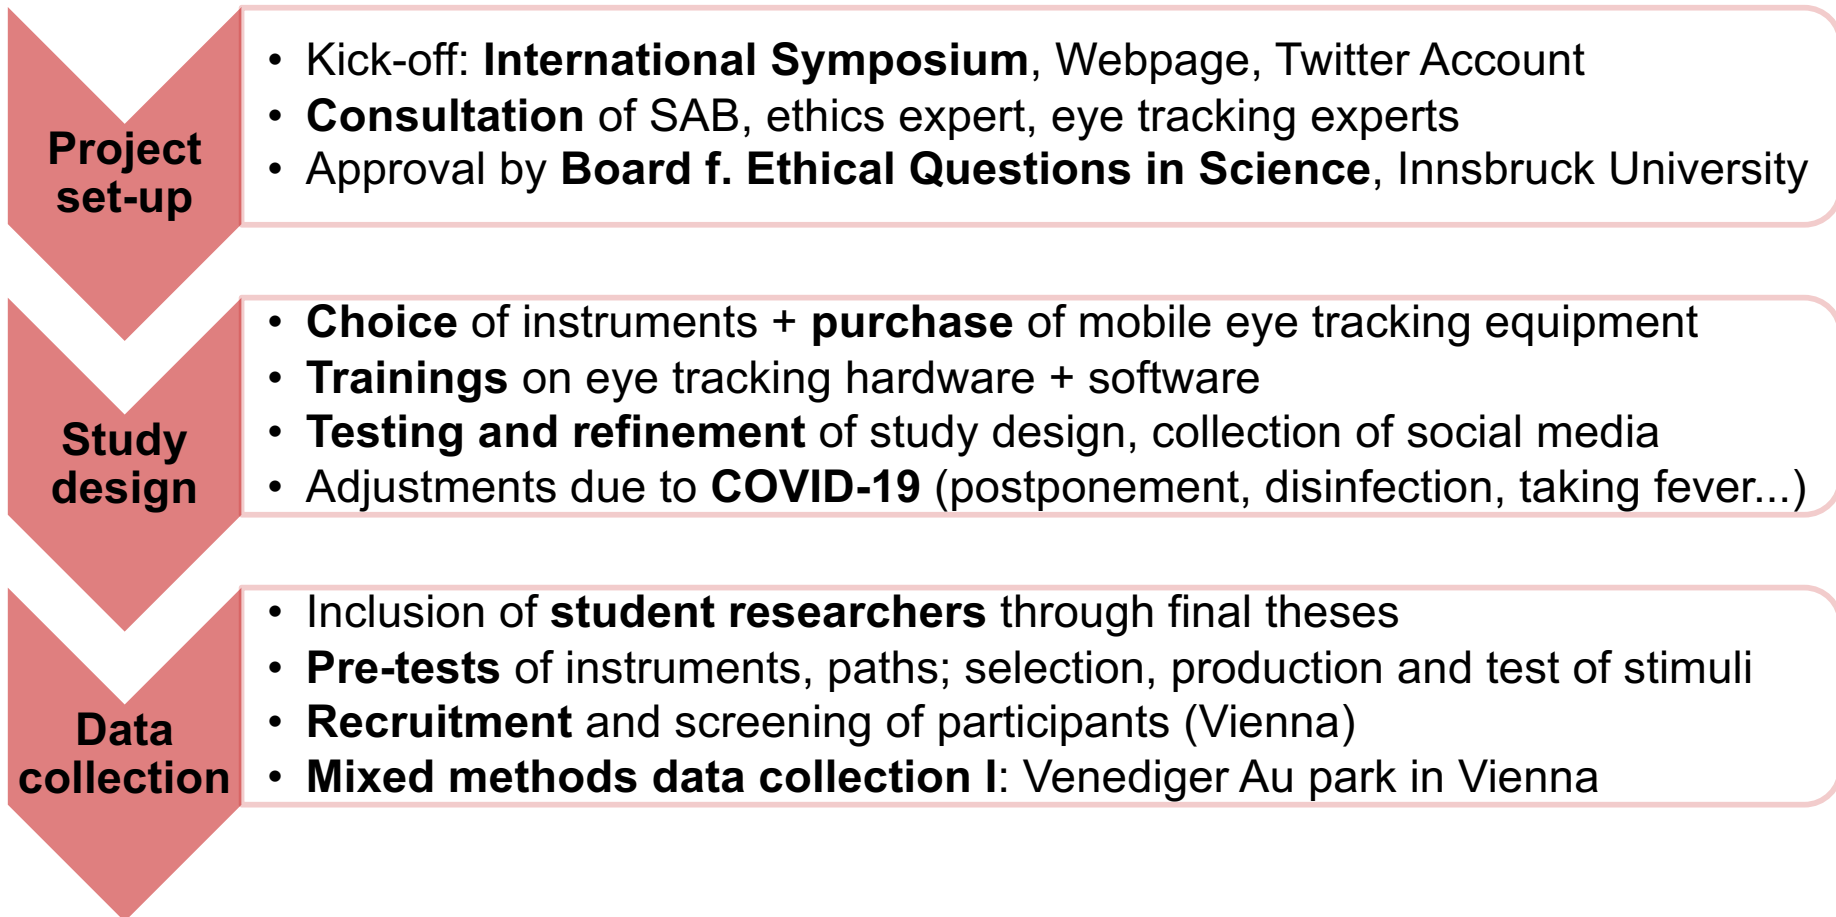 Project
set-up
• Kick-off: International Symposium, Webpage, Twitter Account
• Consultation of SAB, ethics expert, eye tracking experts
• Approval by Board f. Ethical Questions in Science, Innsbruck University
Study
design
• Choice of instruments + purchase of mobile eye tracking equipment
• Trainings on eye tracking hardware + software
• Testing and refinement of study design, collection of social media
• Adjustments due to COVID-19 (postponement, disinfection, taking fever...)
Data
collection
• Inclusion of student researchers through final theses
• Pre-tests of instruments, paths; selection, production and test of stimuli
• Recruitment and screening of participants (Vienna)
• Mixed methods data collection I: Venediger Au park in Vienna